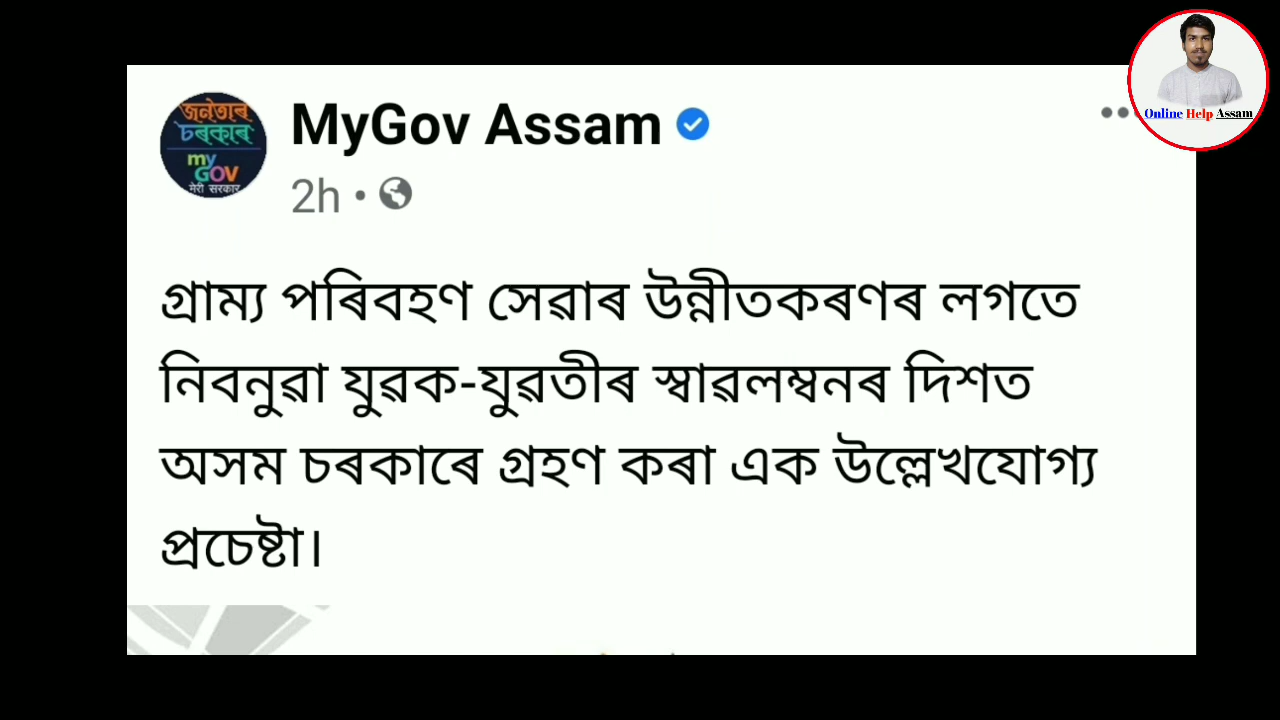 জনতাৰ
চৰকাৰ
my
GOV
मेरी सरकार
MyGov Assam
2h •
Online Help Assam
গ্ৰাম্য পৰিবহণ সেৱাৰ উন্নীতকৰণৰ লগতে
নিবনুৱা যুৱক-যুৱতীৰ স্বাৱলম্বনৰ দিশত
অসম চৰকাৰে গ্ৰহণ কৰা এক উল্লেখযোগ্য
প্ৰচেষ্টা।